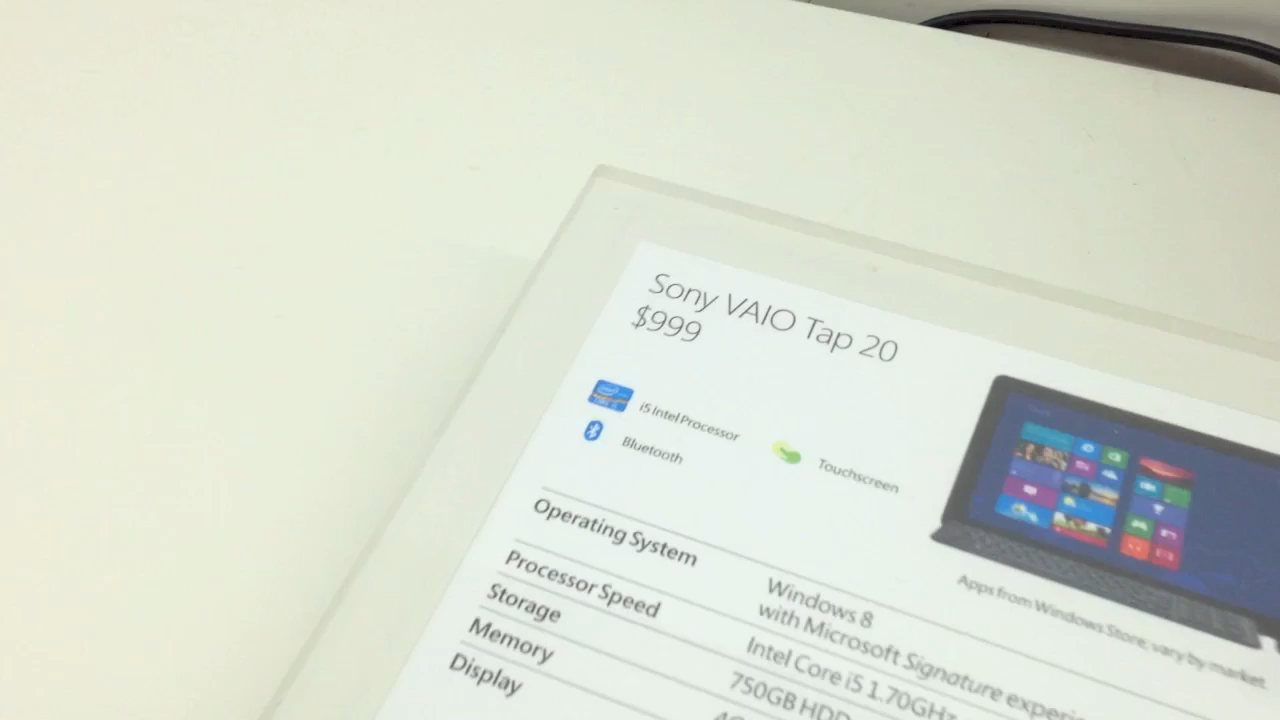 Sony VAIO Tap 20
$999
i5 Intel Processor
Bluetooth
Touchscreen
Apps from Windows Store, vary by market.
Operating System
Windows 8
with Microsoft Signature
Processor Speed
Intel Core i5 1.70GHz
Storage
750GB HDD
Memory
Display